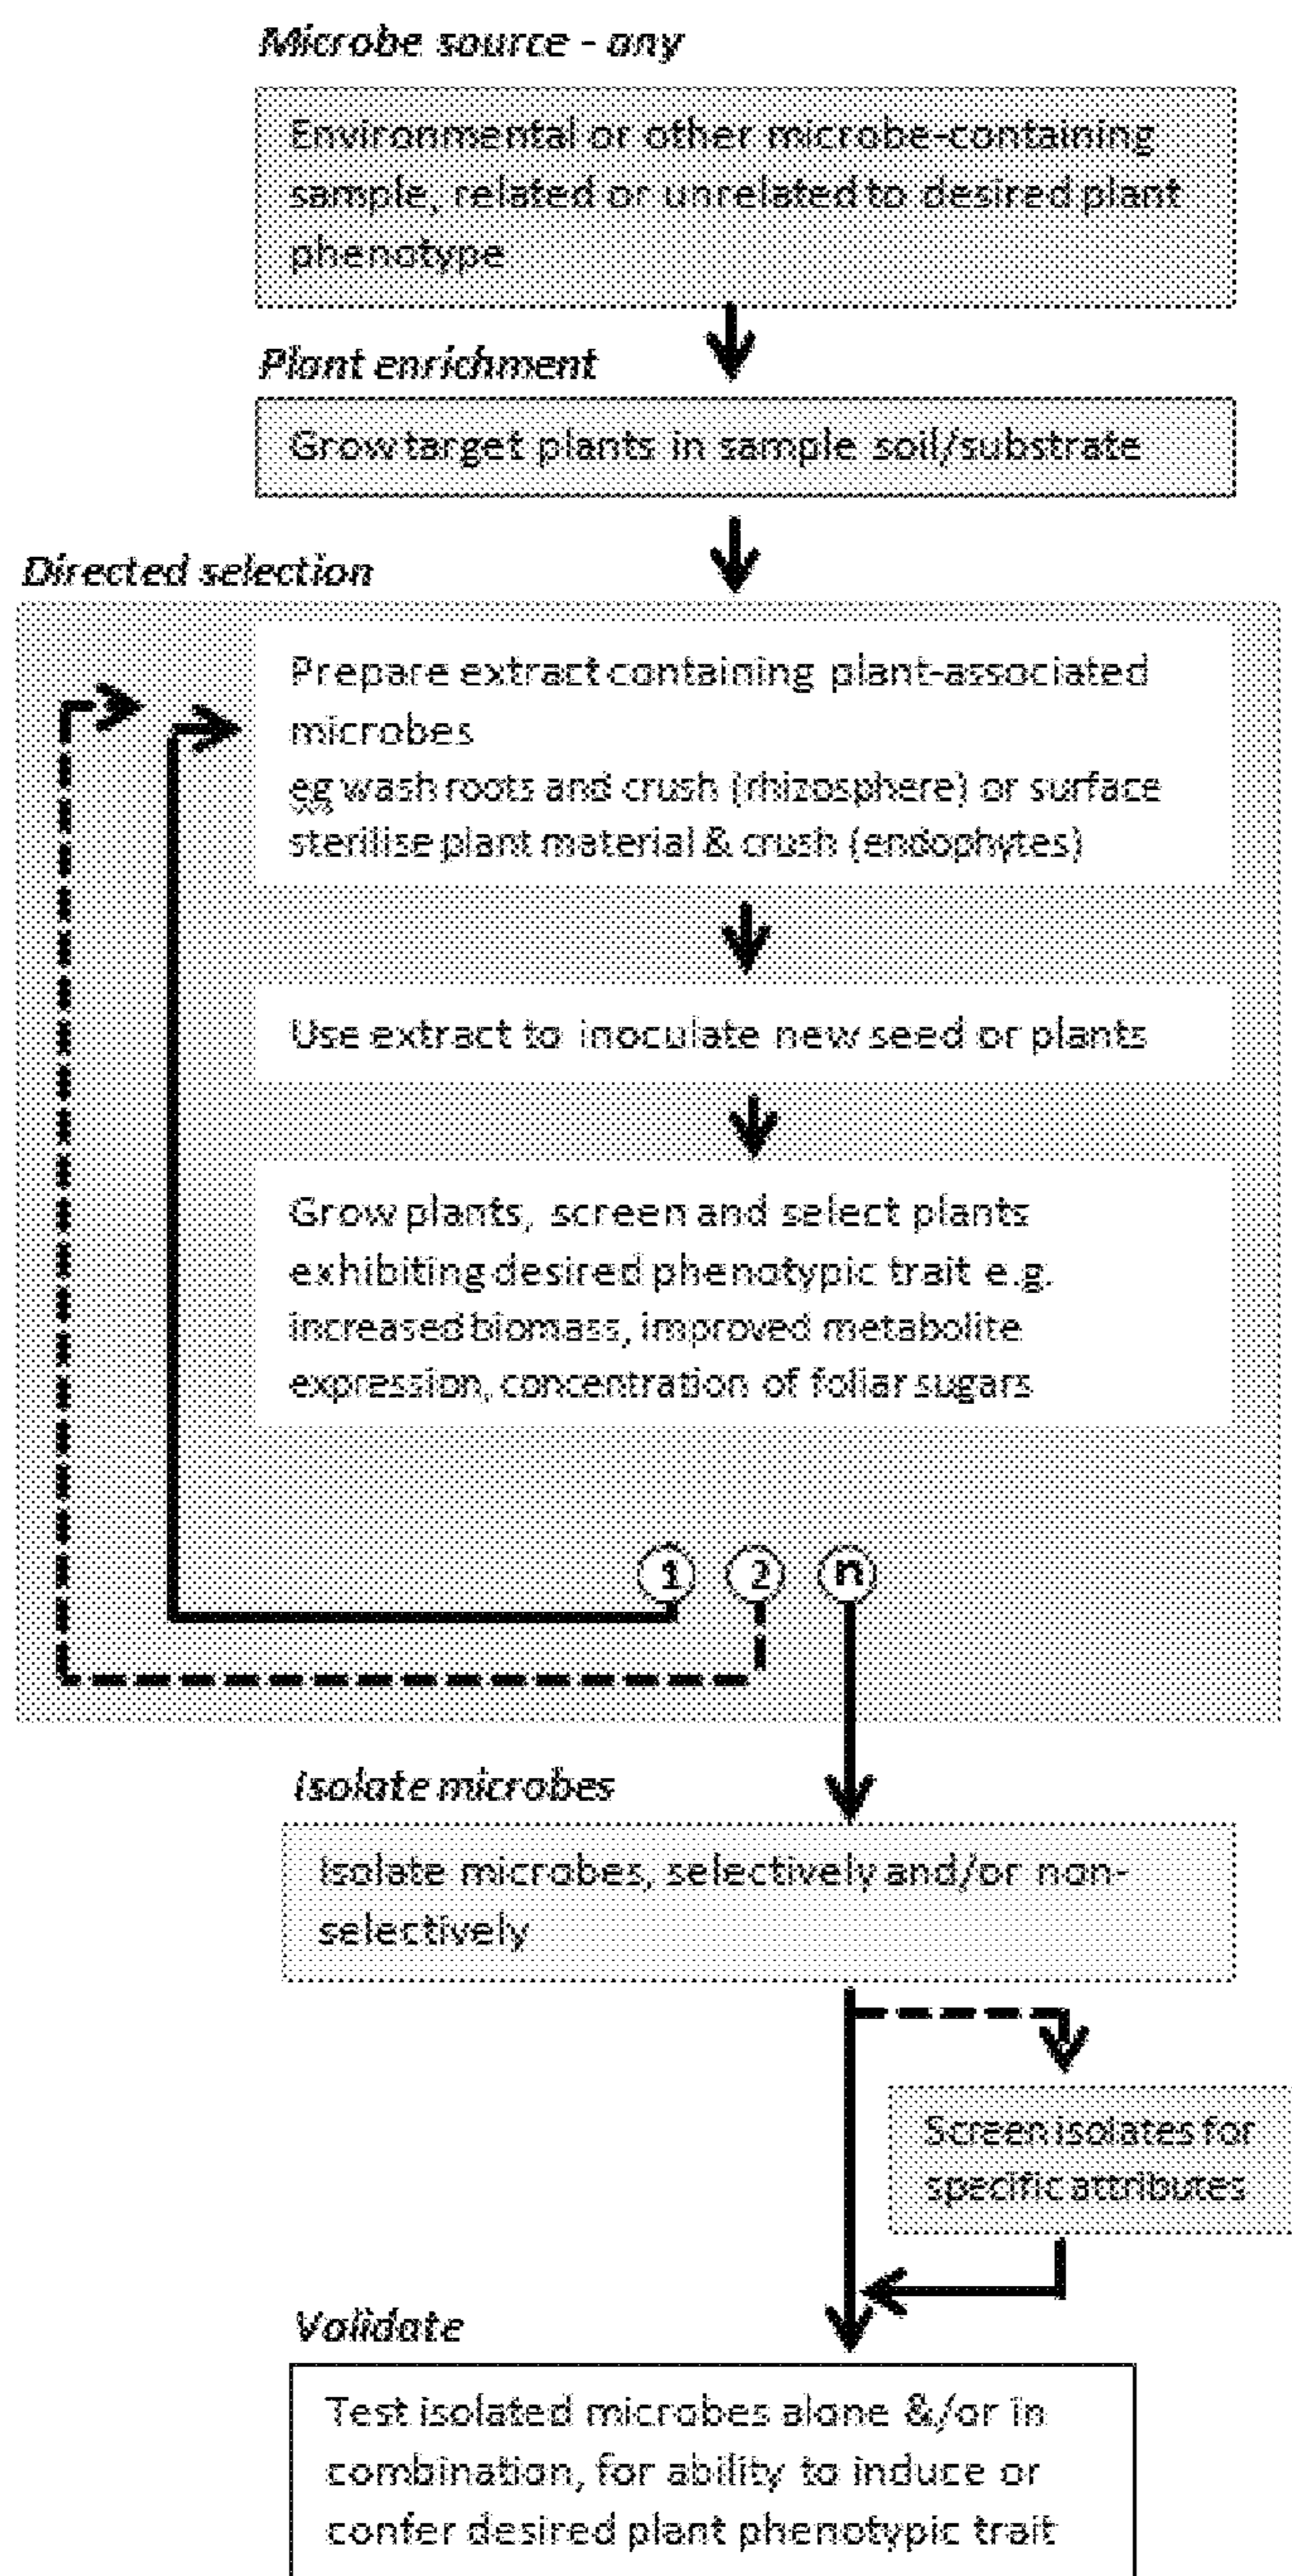 Microbe source - any
Environmental or other microbe-containing
sample, related or unrelated to desired plant
phenotype
Plant enrichment
Grow target plants in sample soil/substrate
Directed selection
Prepare extract containing plant-associated
microbes
eg wash roots and crush (rhizosphere) or surface
sterilise plant material & crush (endophytes)
Use extract to inoculate new seed or plants
Grow plants, screen and select plants
exhibiting desired phenotypic trait e.g.
increased biomass, improved metabolite
expression, concentration of foliar sugars
1 2 n
Isolate microbes
Isolate microbes, selectively and/or non-
selectively
Screen isolates for
specific attributes
Validate
Test isolated microbes alone &/or in
combination, for ability to induce or
confer desired plant phenotypic trait